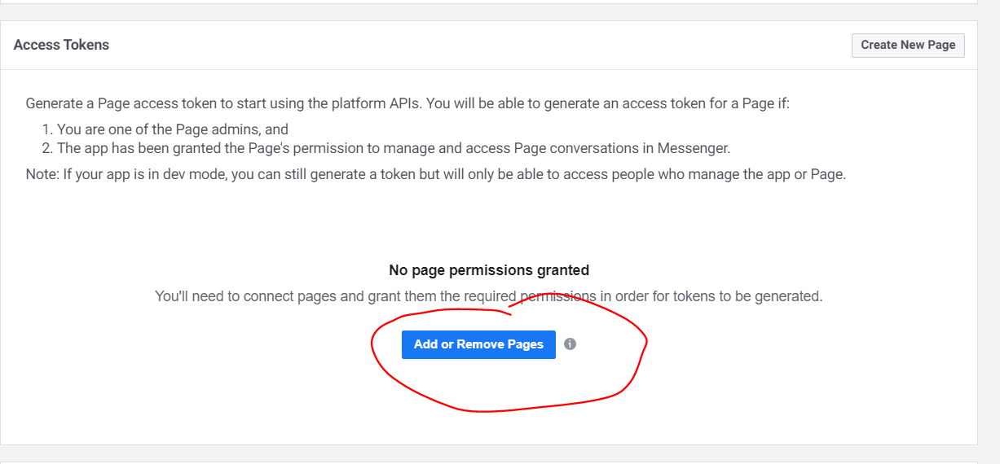 Access Tokens
Create New Page
Generate a Page access token to start using the platform APIs. You will be able to generate an access token for a Page if:
1. You are one of the Page admins, and
2. The app has been granted the Page's permission to manage and access Page conversations in Messenger.
Note: If your app is in dev mode, you can still generate a token but will only be able to access people who manage the app or Page.
No page permissions granted
You'll need to connect pages and grant them the required permissions in order for tokens to be generated.
Add or Remove Pages